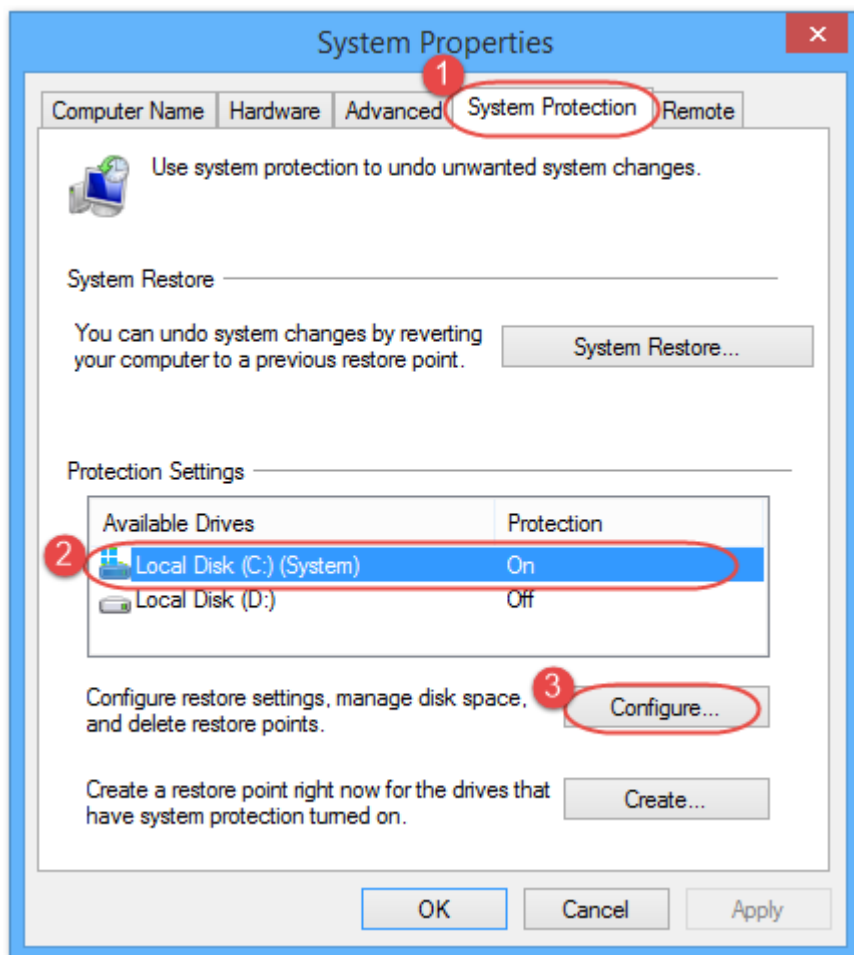 System Properties
1
Computer Name Hardware Advanced System Protection Remote
Use system protection to undo unwanted system changes.
System Restore
You can undo system changes by reverting
your computer to a previous restore point.
System Restore...
Protection Settings
Available Drives Protection
2 Local Disk (C:) (System) On
Local Disk (D:) Off
Configure restore settings, manage disk space,
and delete restore points.
3 Configure...
Create a restore point right now for the drives that
have system protection turned on.
Create...
OK Cancel Apply